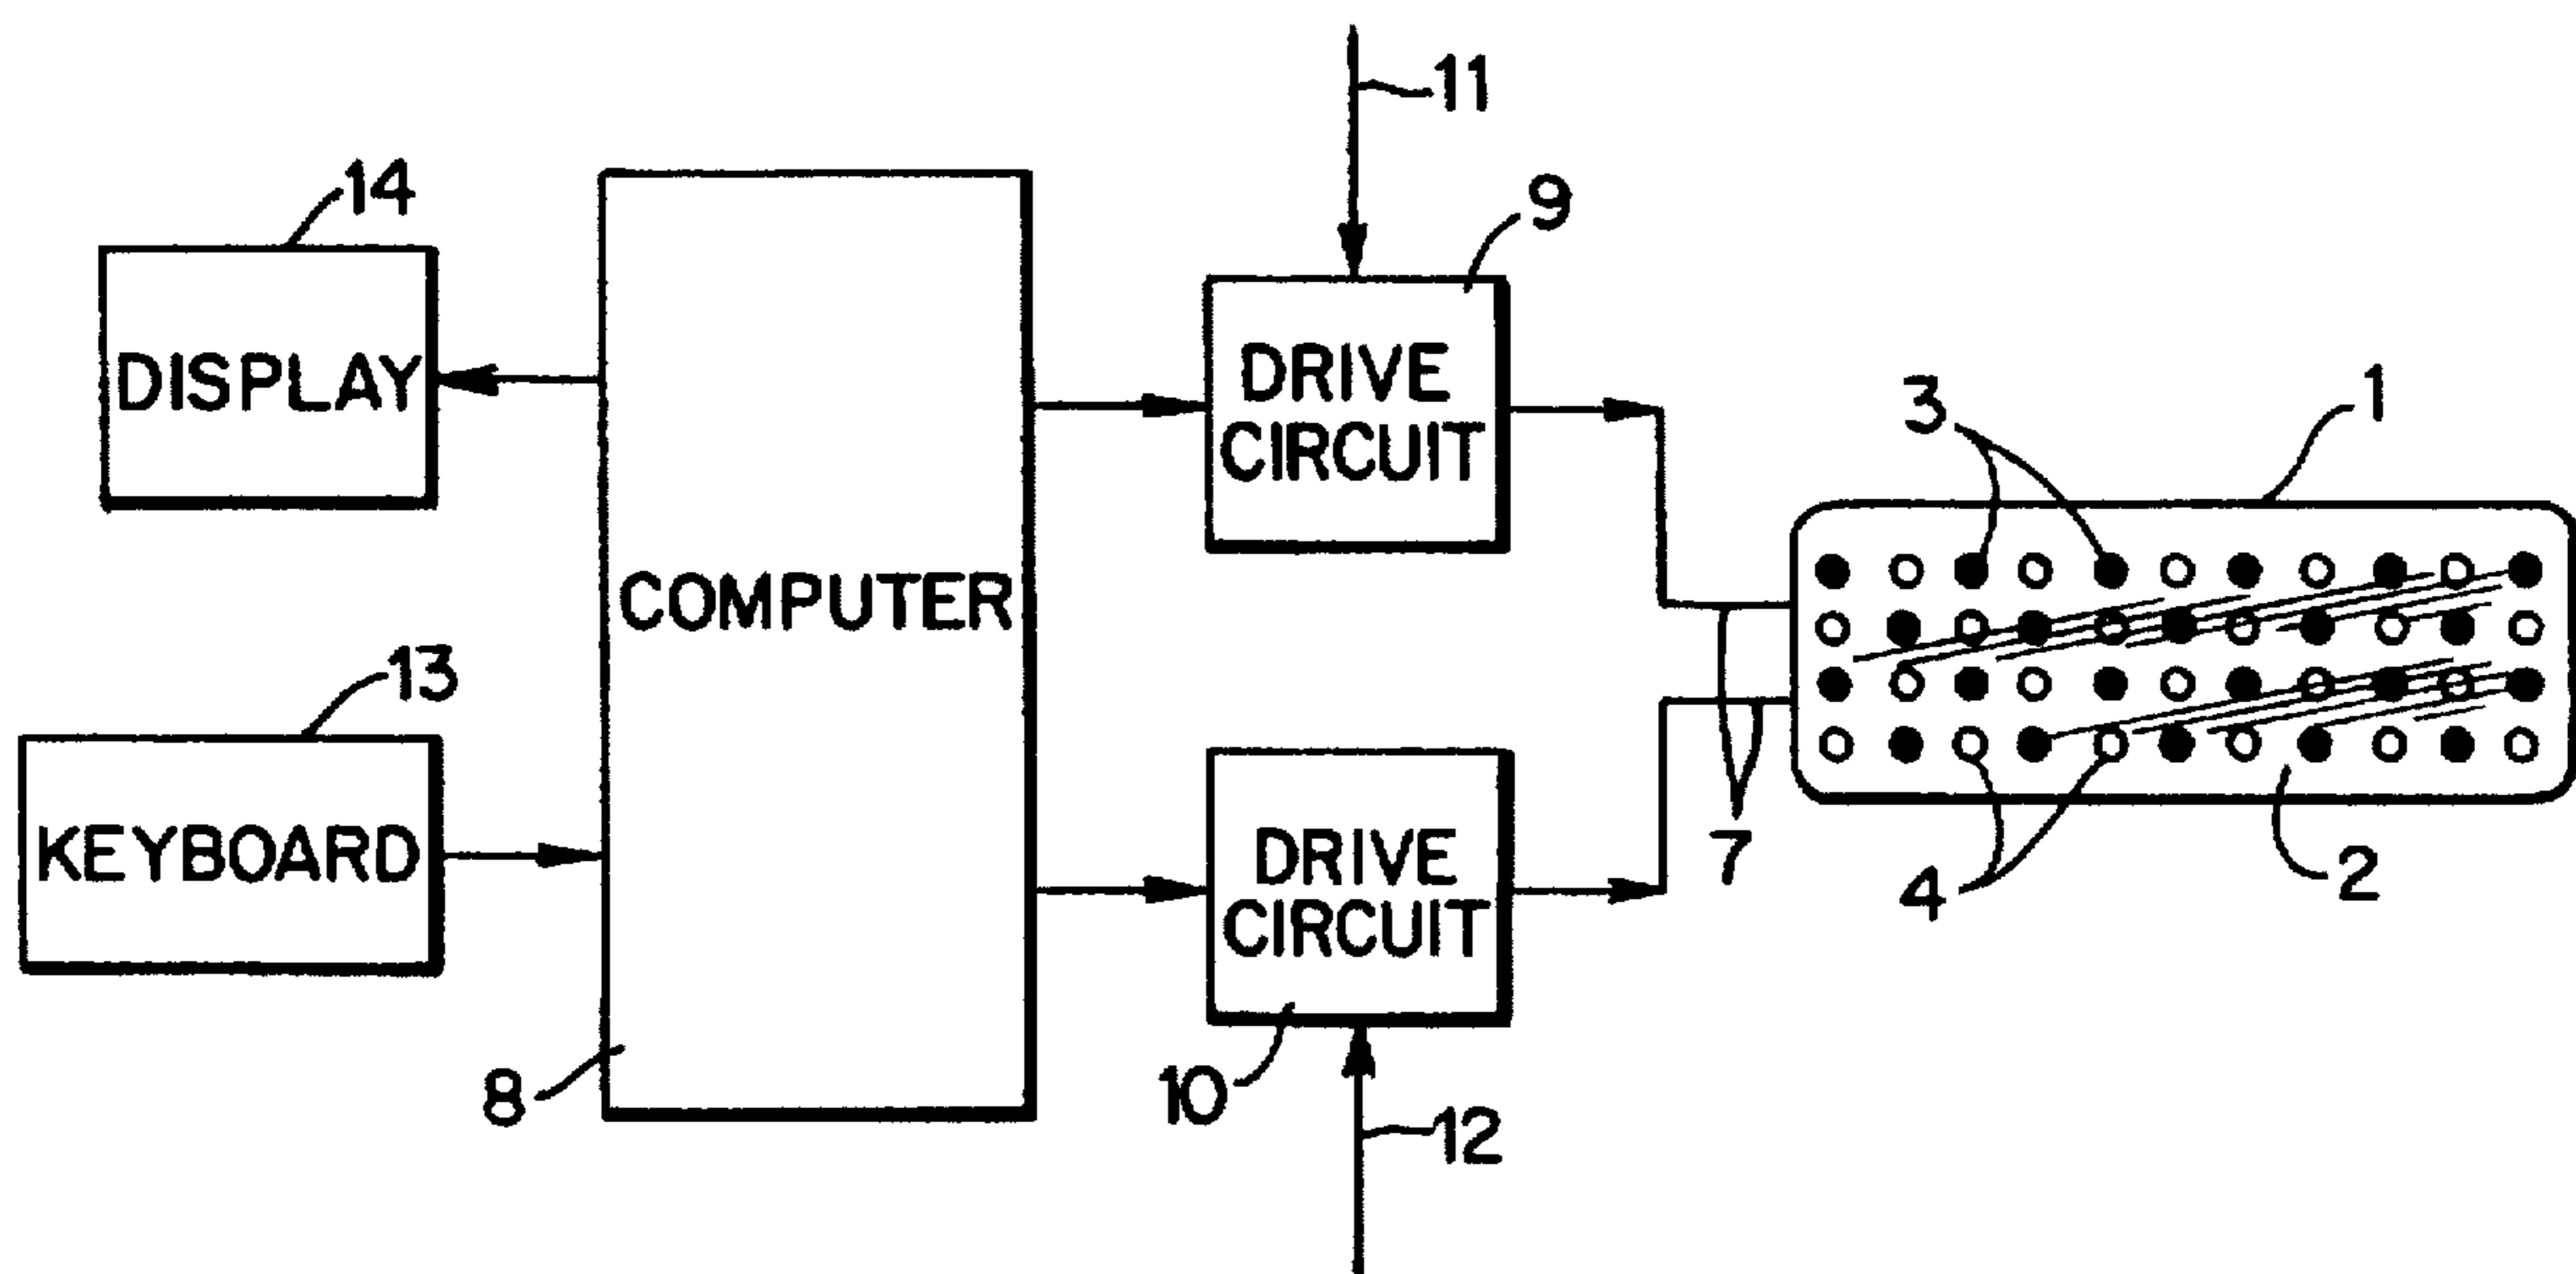 11
14
9
DISPLAY
DRIVE
CIRCUIT
3
1
COMPUTER
13
KEYBOARD
DRIVE
CIRCUIT
7
4
2
8
10
12